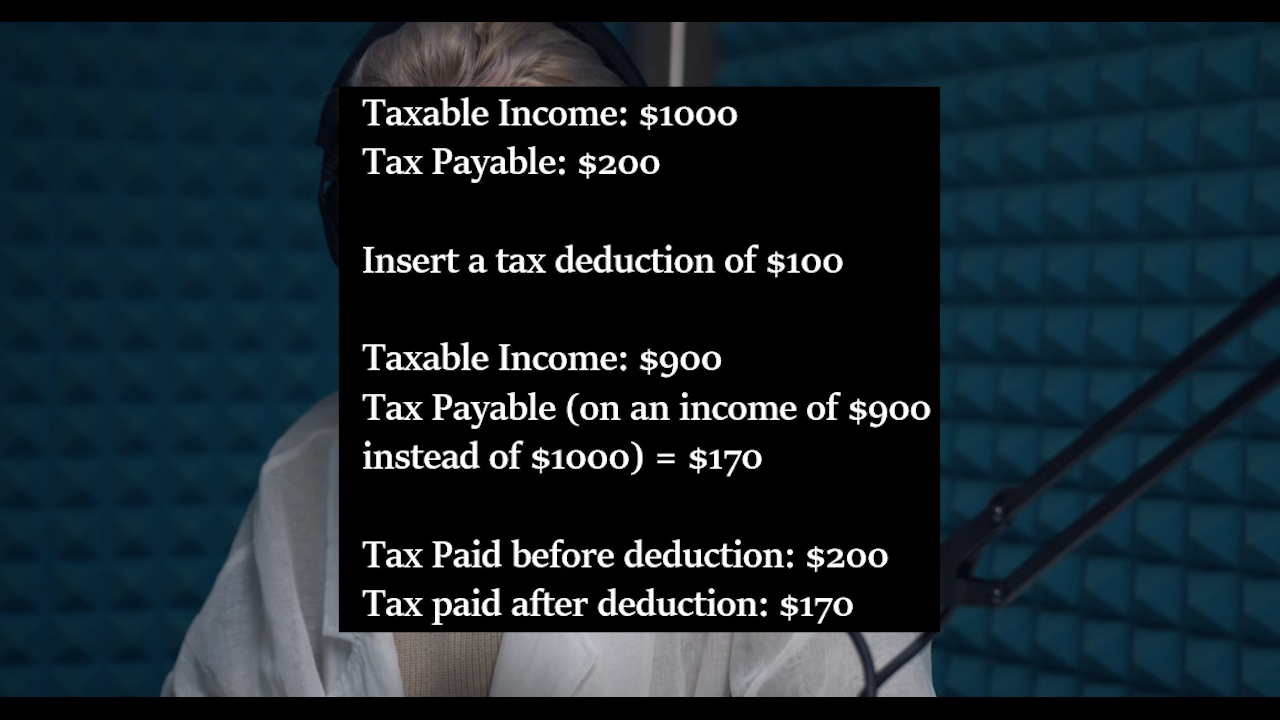 Taxable Income: $1000
Tax Payable: $200
Insert a tax deduction of $100
Taxable Income: $900
Tax Payable (on an income of $900
instead of $1000) = $170
Tax Paid before deduction: $200
Tax paid after deduction: $170